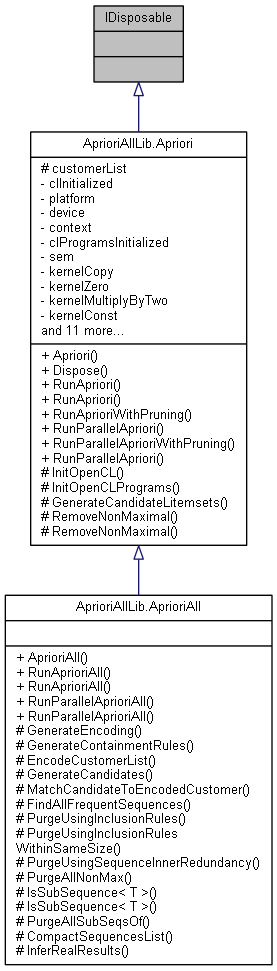 IDisposable
AprioriAllLib.Apriori
# customerList
- clInitialized
- platform
- device
- context
- clProgramsInitialized
- sem
- kernelCopy
- kernelZero
- kernelMultiplyByTwo
- kernelConst
and 11 more...
+ Apriori()
+ Dispose()
+ RunApriori()
+ RunApriori()
+ RunAprioriWithPruning()
+ RunParallelApriori()
+ RunParallelAprioriWithPruning()
+ RunParallelApriori()
# InitOpenCL()
# InitOpenCLPrograms()
# GenerateCandidateLitemsets()
# RemoveNonMaximal()
# RemoveNonMaximal()
AprioriAllLib.AprioriAll
+ AprioriAll()
+ RunAprioriAll()
+ RunAprioriAll()
+ RunParallelAprioriAll()
+ RunParallelAprioriAll()
# GenerateEncoding()
# GenerateContainmentRules()
# EncodeCustomerList()
# GenerateCandidates()
# MatchCandidateToEncodedCustomer()
# FindAllFrequentSequences()
# PurgeUsingInclusionRules()
# PurgeUsingInclusionRules
WithinSameSize()
# PurgeUsingSequenceInnerRedundancy()
# PurgeAllNonMax()
# IsSubSequence< T >()
# IsSubSequence< T >()
# PurgeAllSubSeqsOf()
# CompactSequencesList()
# InferRealResults()